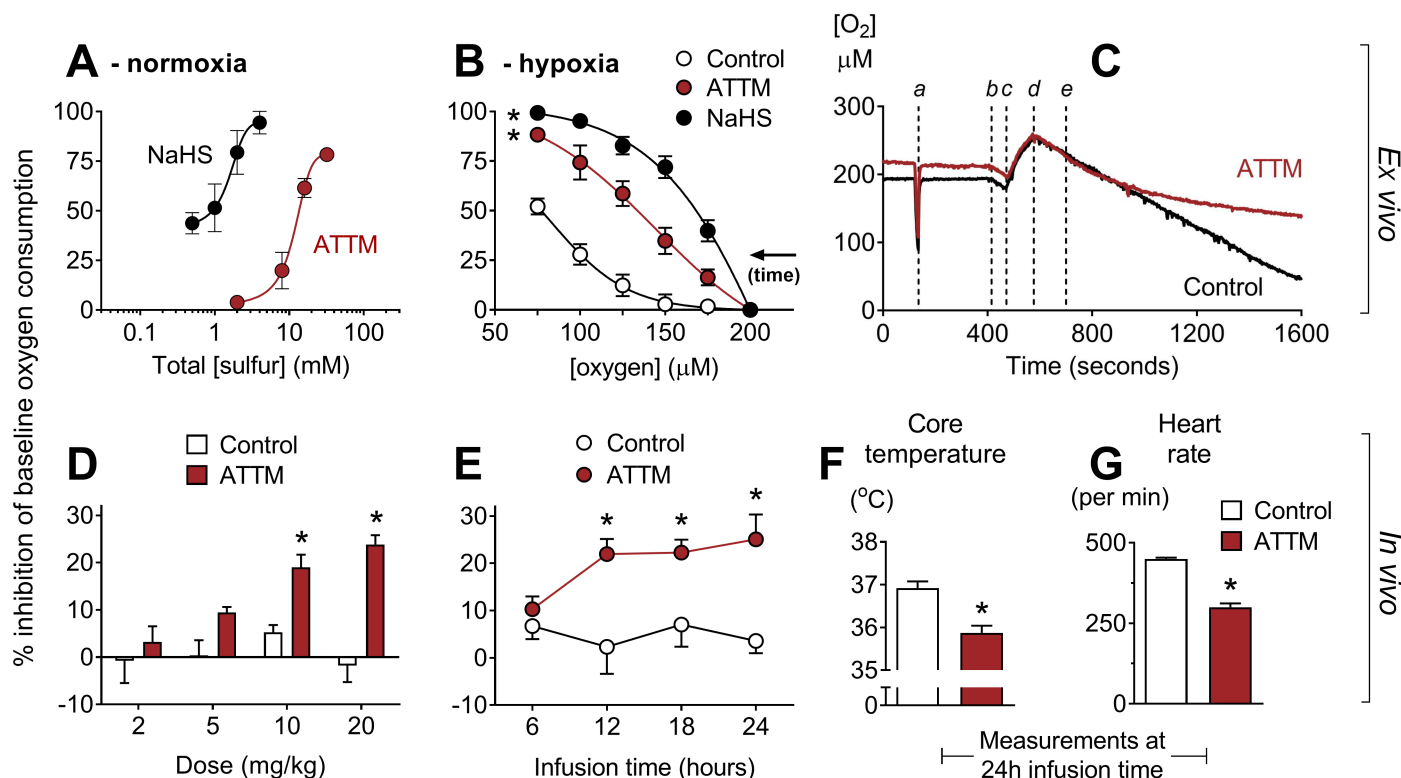 % inhibition of baseline oxygen consumption
A - normoxia
100
75
50
25
0
NaHS
ATTM
0.1 1 10 100
Total [sulfur] (mM)
B - hypoxia
Control
ATTM
NaHS
100
75
50
25
0
*
*
(time)
50 100 150 200
[oxygen] (μM)
C
[O2]
μM
300
200
100
0
a b c d e
ATTM
Control
0 400 800 1200 1600
Time (seconds)
Ex vivo
D
Control
ATTM
30
20
10
0
-10
* *
2 5 10 20
Dose (mg/kg)
E
Control
ATTM
30
20
10
0
-10
* * *
6 12 18 24
Infusion time (hours)
F
Core
temperature
(oC)
38
37
36
35
0
*
G
Heart
rate
(per min)
Control
ATTM
500
250
0
*
Measurements at
24h infusion time
In vivo